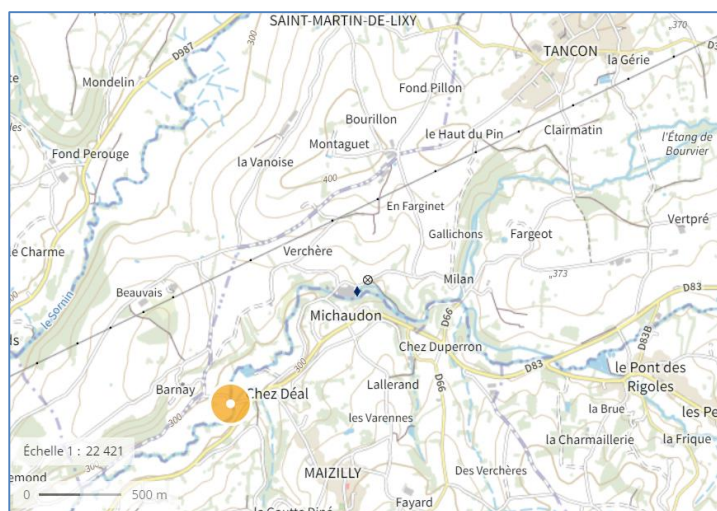 SAINT-MARTIN-DE-LIXY
300
370
D987
TANCON
la Gérie
Mondelin
Fond Pillon
Bourillon
Fond Perouge
la Vanoise
Montaguet
le Haut du Pin
Clairmatin
l'Étang de
Bourvier
400
En Farginet
Gallichons
Fargeot
Vertpré
Charme
Verchère
373
le Sornin
Beauvais
Milan
D83
Michaudon
D66
Chez Duperron
D83B
300
D83
le Pont des
Rigoles
Barnay
Chez Déal
Lallerand
D66
300
les Varennes
la Brue
la Charmaillerie
la Frique
Échelle 1 : 22 421
MAIZILLY
Des Verchères
0 500 m
Fayard